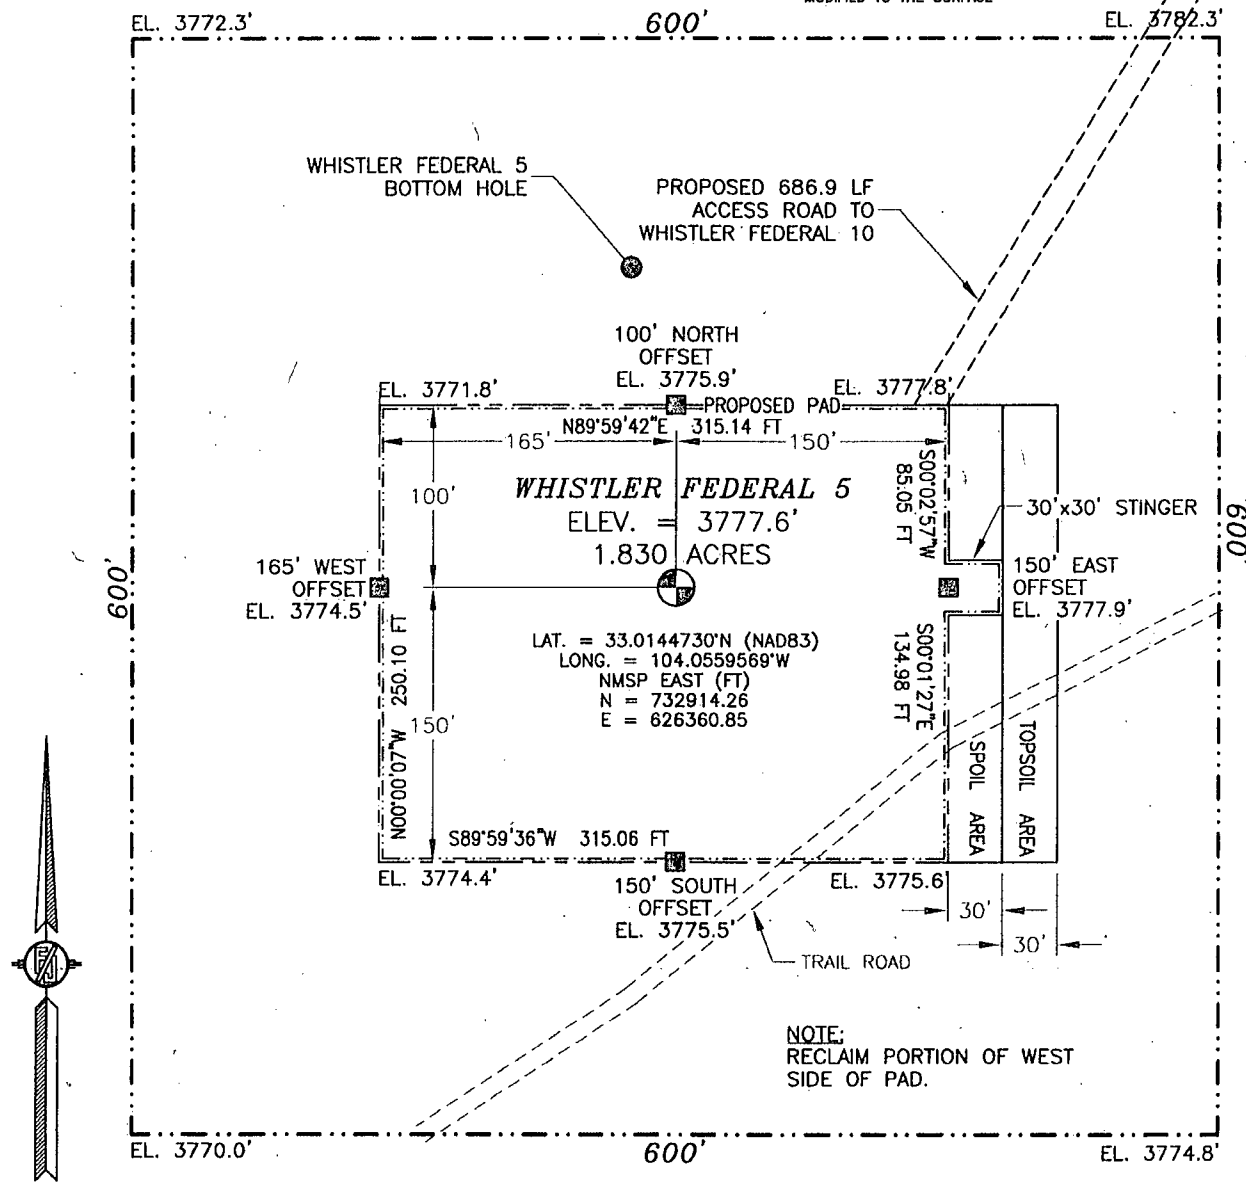 MODIFIED TO THE SURFACE
EL. 3772.3'
600'
EL. 3782.3'
WHISTLER FEDERAL 5
BOTTOM HOLE
PROPOSED 686.9 LF
ACCESS ROAD TO
WHISTLER FEDERAL 10
100' NORTH
OFFSET
EL. 3775.9'
EL. 3771.8'
EL. 3777.8'
PROPOSED PAD
N89°59'42"E 315.14 FT
165'
150'
100'
WHISTLER FEDERAL 5
ELEV. = 3777.6'
1.830 ACRES
S00°02'57"W
85.05 FT
30'x30' STINGER
600'
600'
165' WEST
OFFSET
EL. 3774.5'
150' EAST
OFFSET
EL. 3777.9'
LAT. = 33.0144730°N (NAD83)
LONG. = 104.0559569°W
NMSP EAST (FT)
N = 732914.26
E = 626360.85
N00°00'07"W 250.10 FT
150'
S00°01'27"E
134.98 FT
SPOIL AREA
TOPSOIL AREA
S89°59'36"W 315.06 FT
EL. 3774.4'
150' SOUTH
OFFSET
EL. 3775.5'
EL. 3775.6'
30'
30'
TRAIL ROAD
NOTE:
RECLAIM PORTION OF WEST
SIDE OF PAD.
EL. 3770.0'
600'
EL. 3774.8'